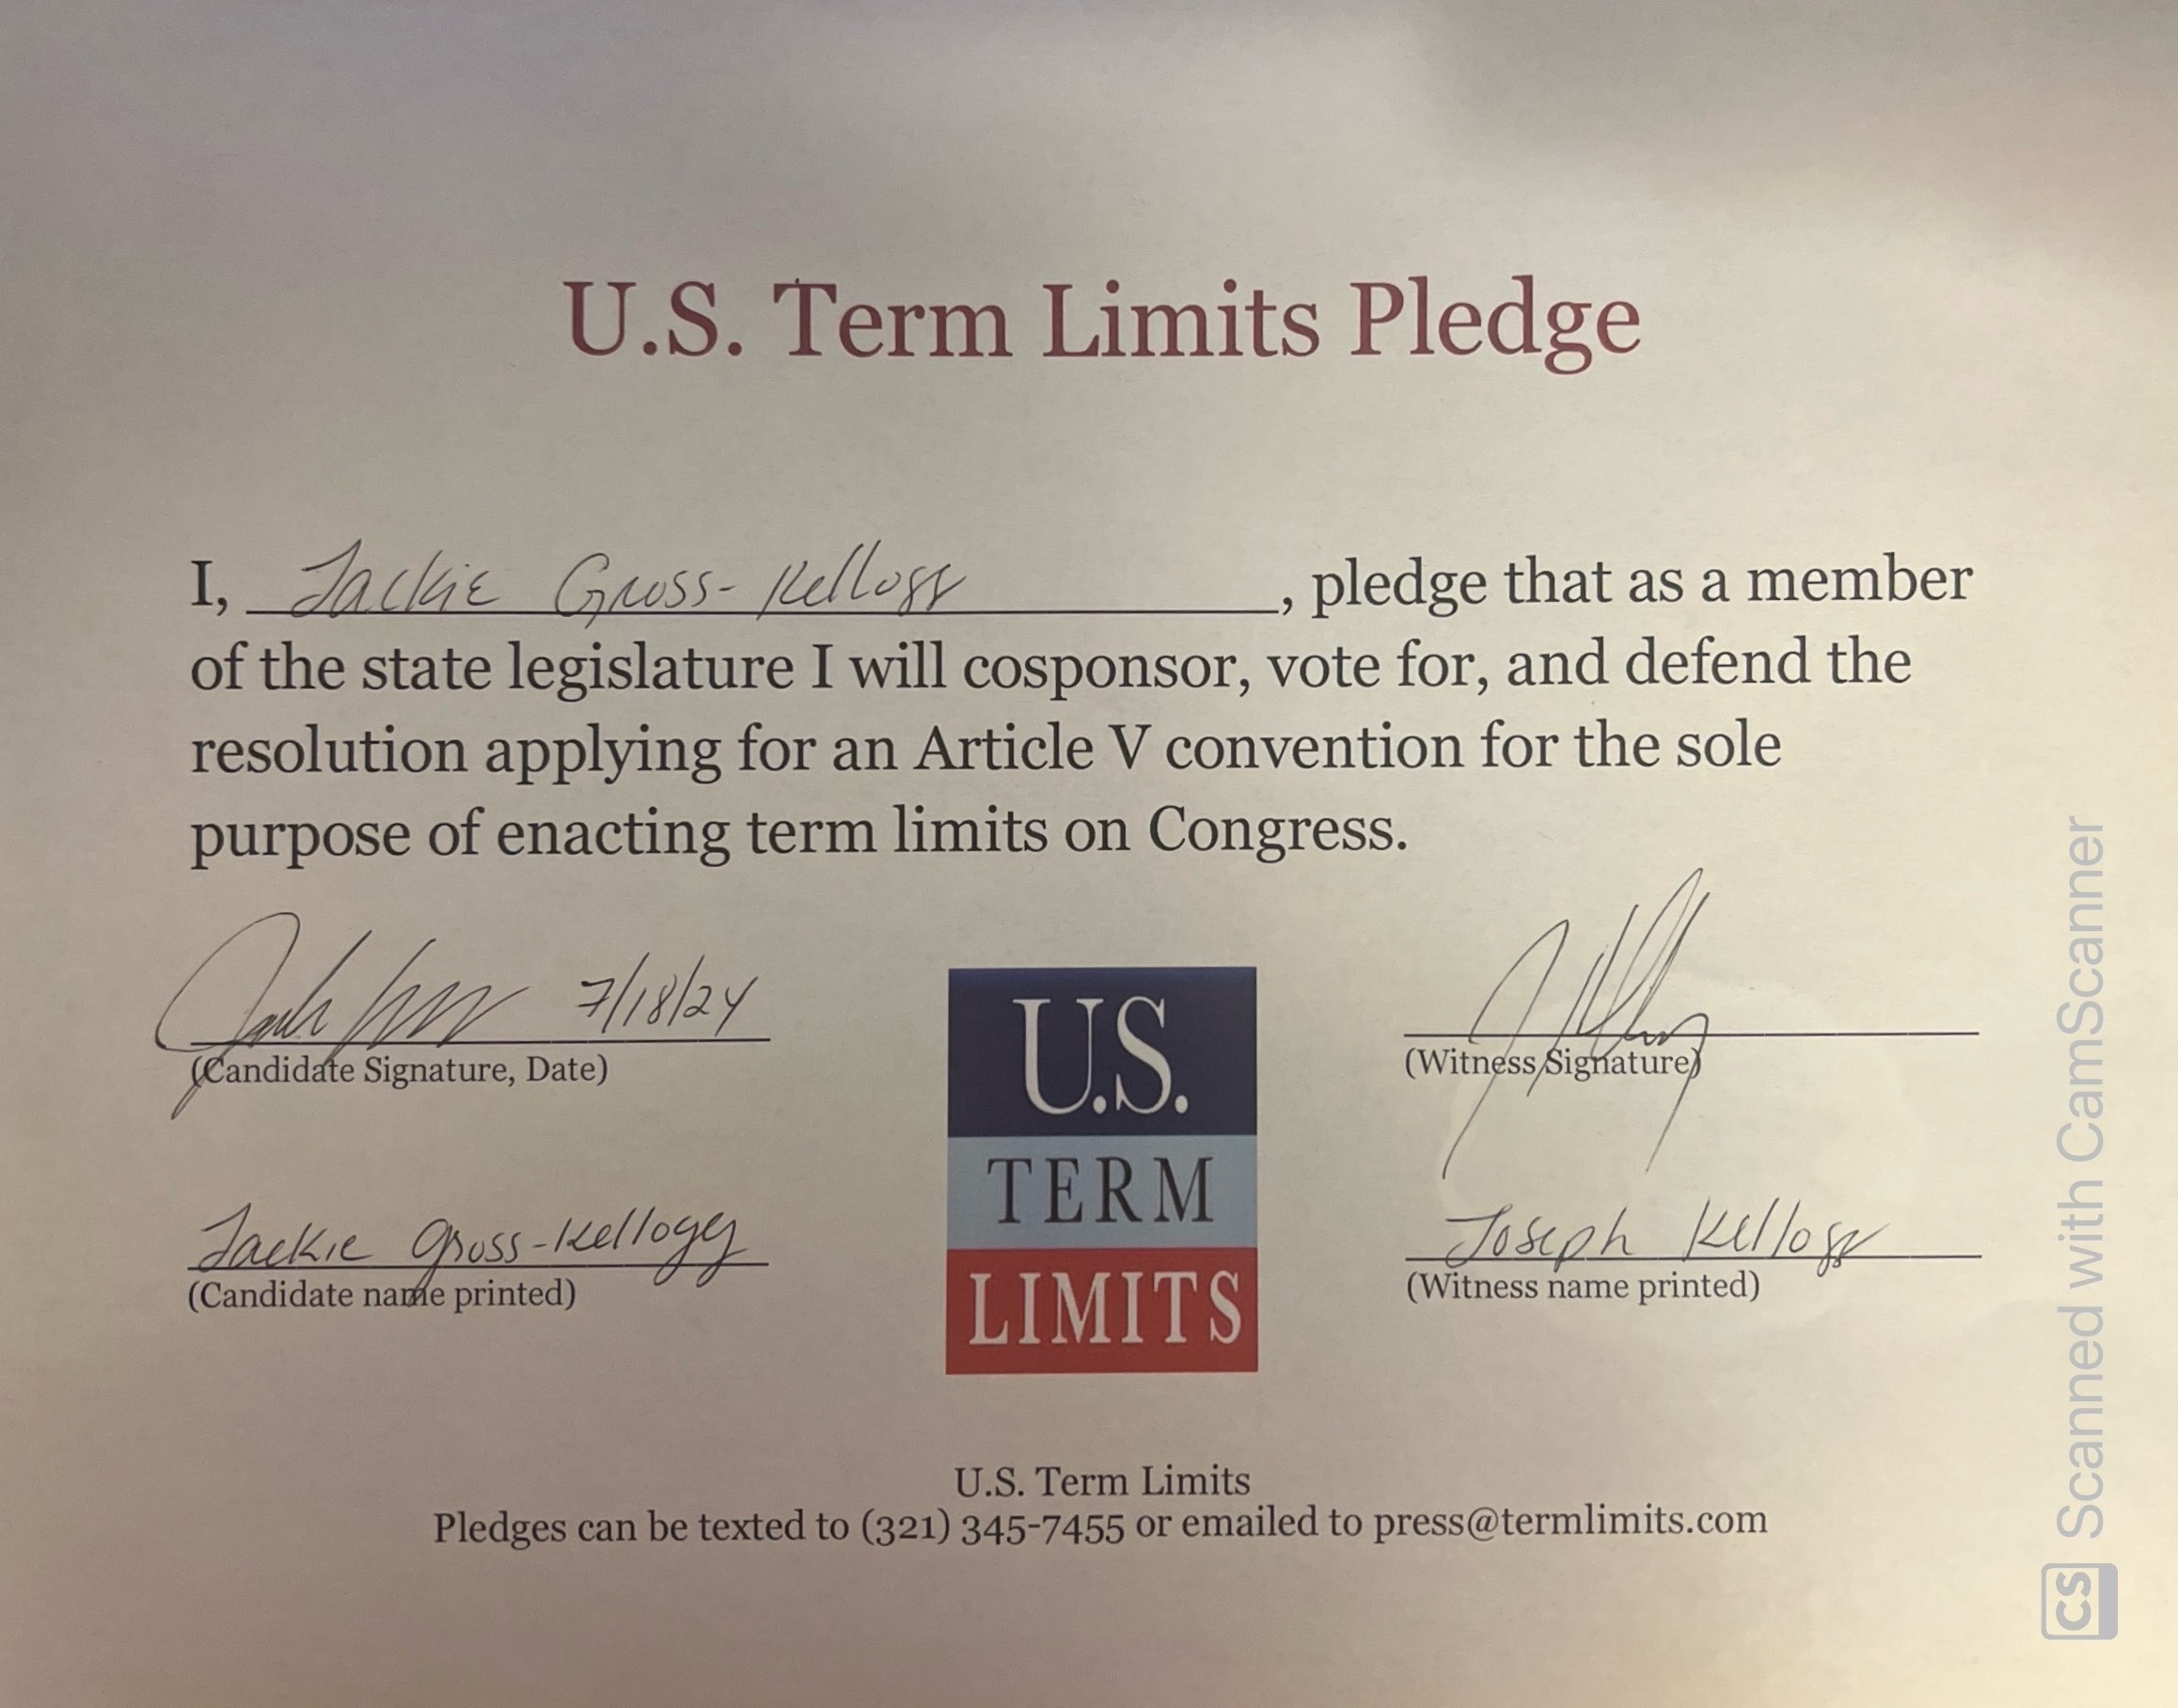 U.S. Term Limits Pledge
I, Jackie Gross-Kellogg, pledge that as a member
of the state legislature I will cosponsor, vote for, and defend the
resolution applying for an Article V convention for the sole
purpose of enacting term limits on Congress.
7/18/24
(Candidate Signature, Date)
(Witness Signature)
Jackie Gross-Kellogg
(Candidate name printed)
Joseph Kellogg
(Witness name printed)
U.S.
TERM
LIMITS
U.S. Term Limits
Pledges can be texted to (321) 345-7455 or emailed to press@termlimits.com
CS Scanned with CamScanner